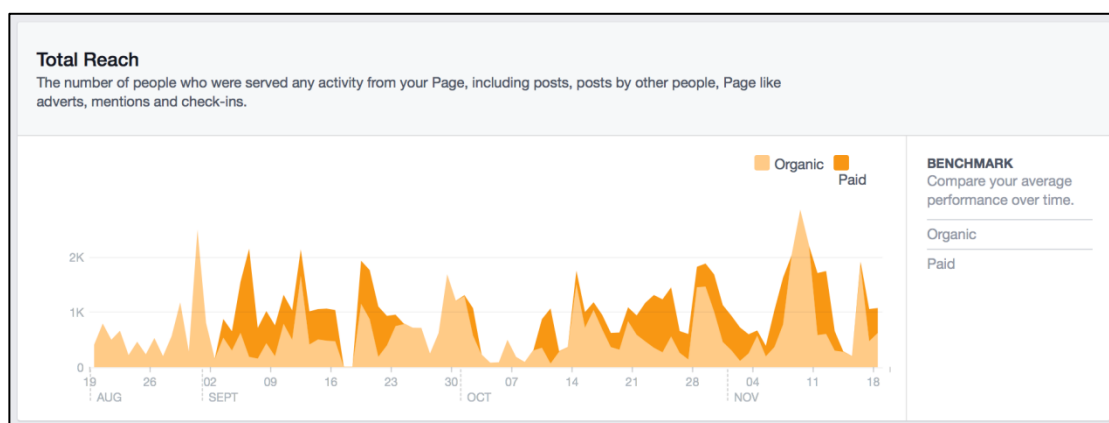 Total Reach
The number of people who were served any activity from your Page, including posts, posts by other people, Page like
adverts, mentions and check-ins.
Organic
Paid
BENCHMARK
Compare your average
performance over time.
Organic
Paid
2K
1K
0
19 26 02 09 16 23 30 07 14 21 28 04 11 18
AUG SEPT OCT NOV